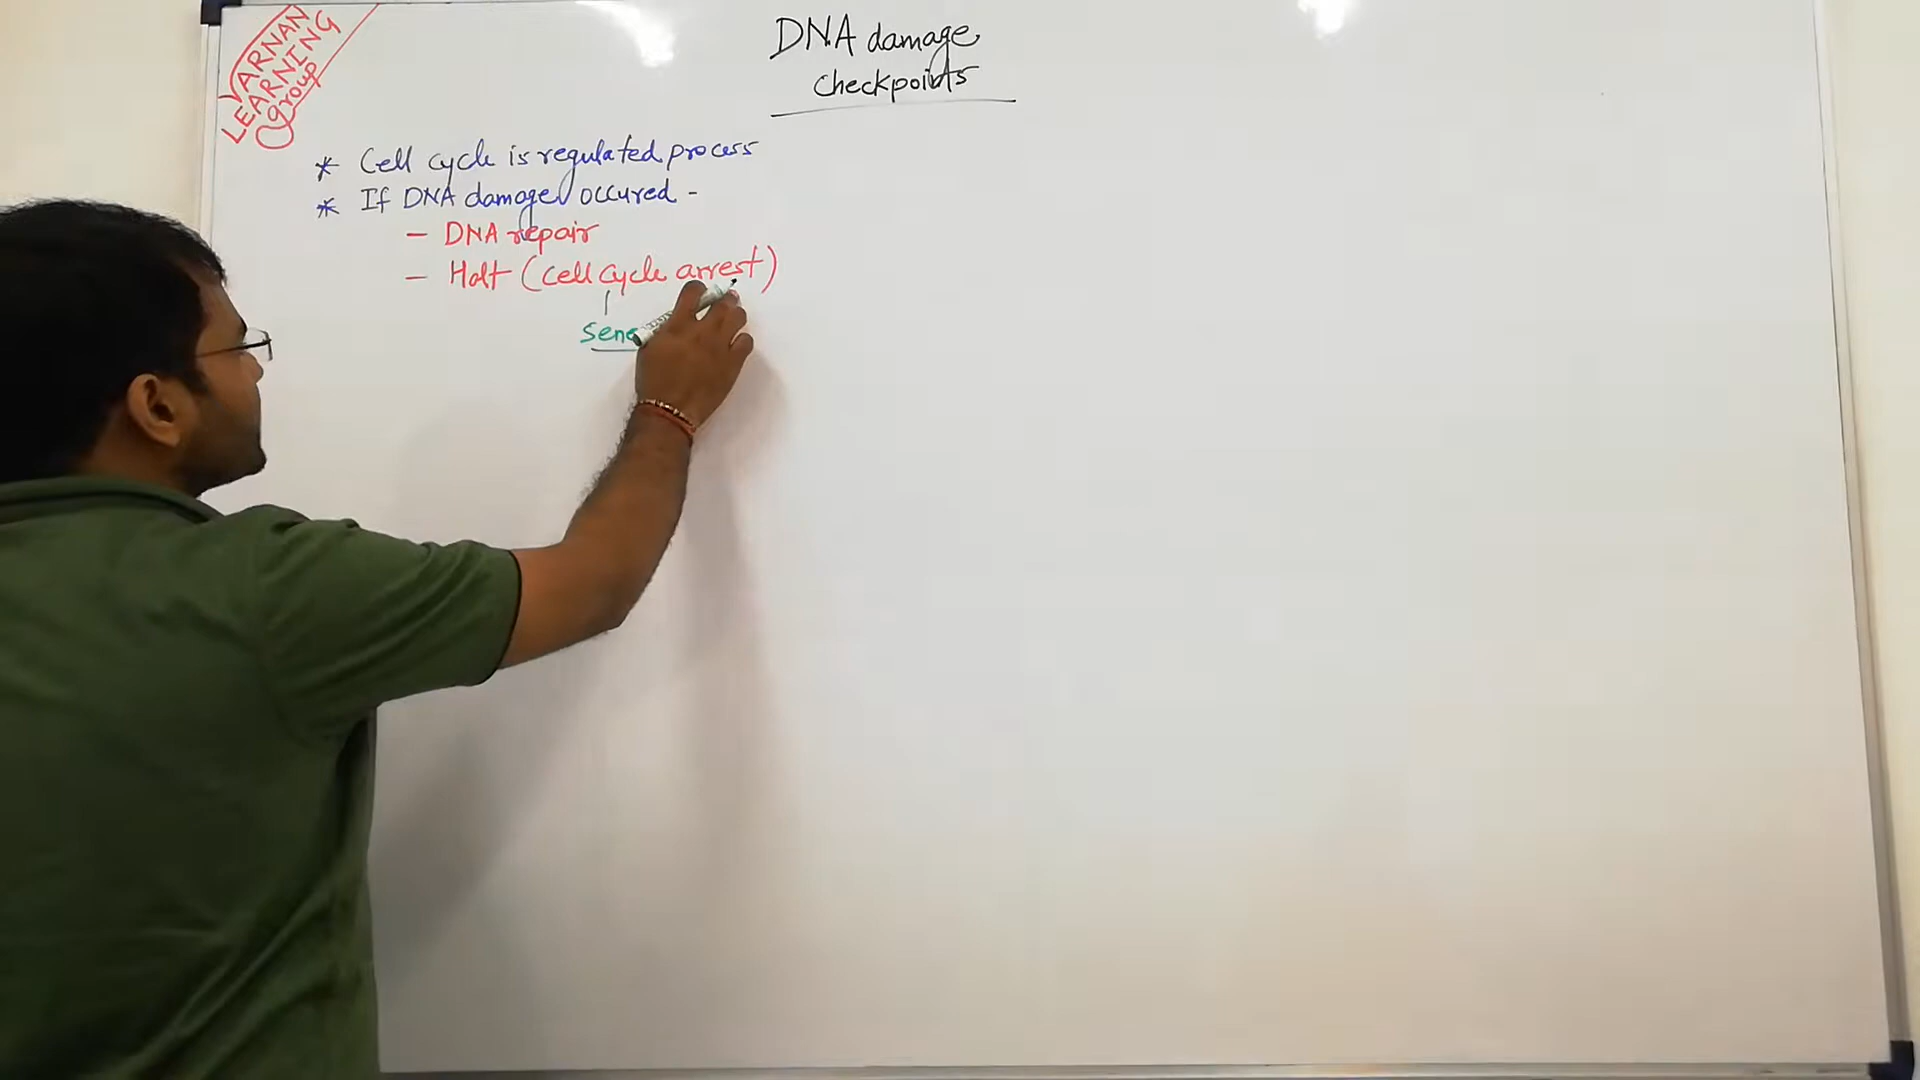 VARNAN
LEARNING
group
DNA damage
checkpoints
* Cell cycle is regulated process
* If DNA damage occured -
- DNA repair
- Halt (cell cycle arrest)